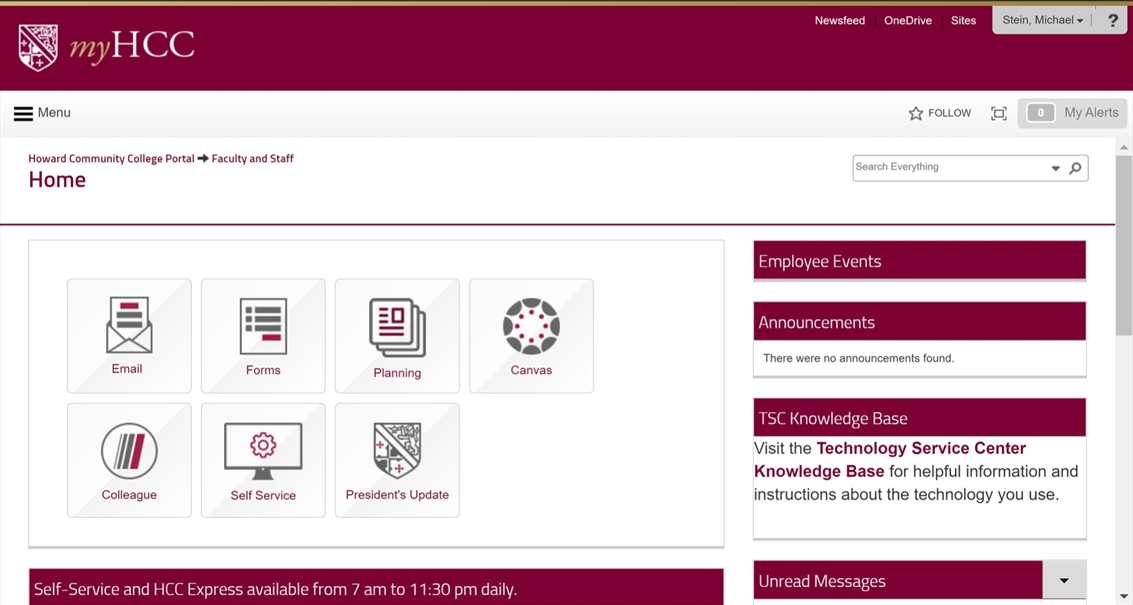 Newsfeed OneDrive Sites Stein, Michael ?
myHCC
Menu
FOLLOW
0 My Alerts
Howard Community College Portal ➔ Faculty and Staff
Home
Search Everything
Email
Forms
Planning
Canvas
Colleague
Self Service
President's Update
Self-Service and HCC Express available from 7 am to 11:30 pm daily.
Employee Events
Announcements
There were no announcements found.
TSC Knowledge Base
Visit the Technology Service Center
Knowledge Base for helpful information and
instructions about the technology you use.
Unread Messages